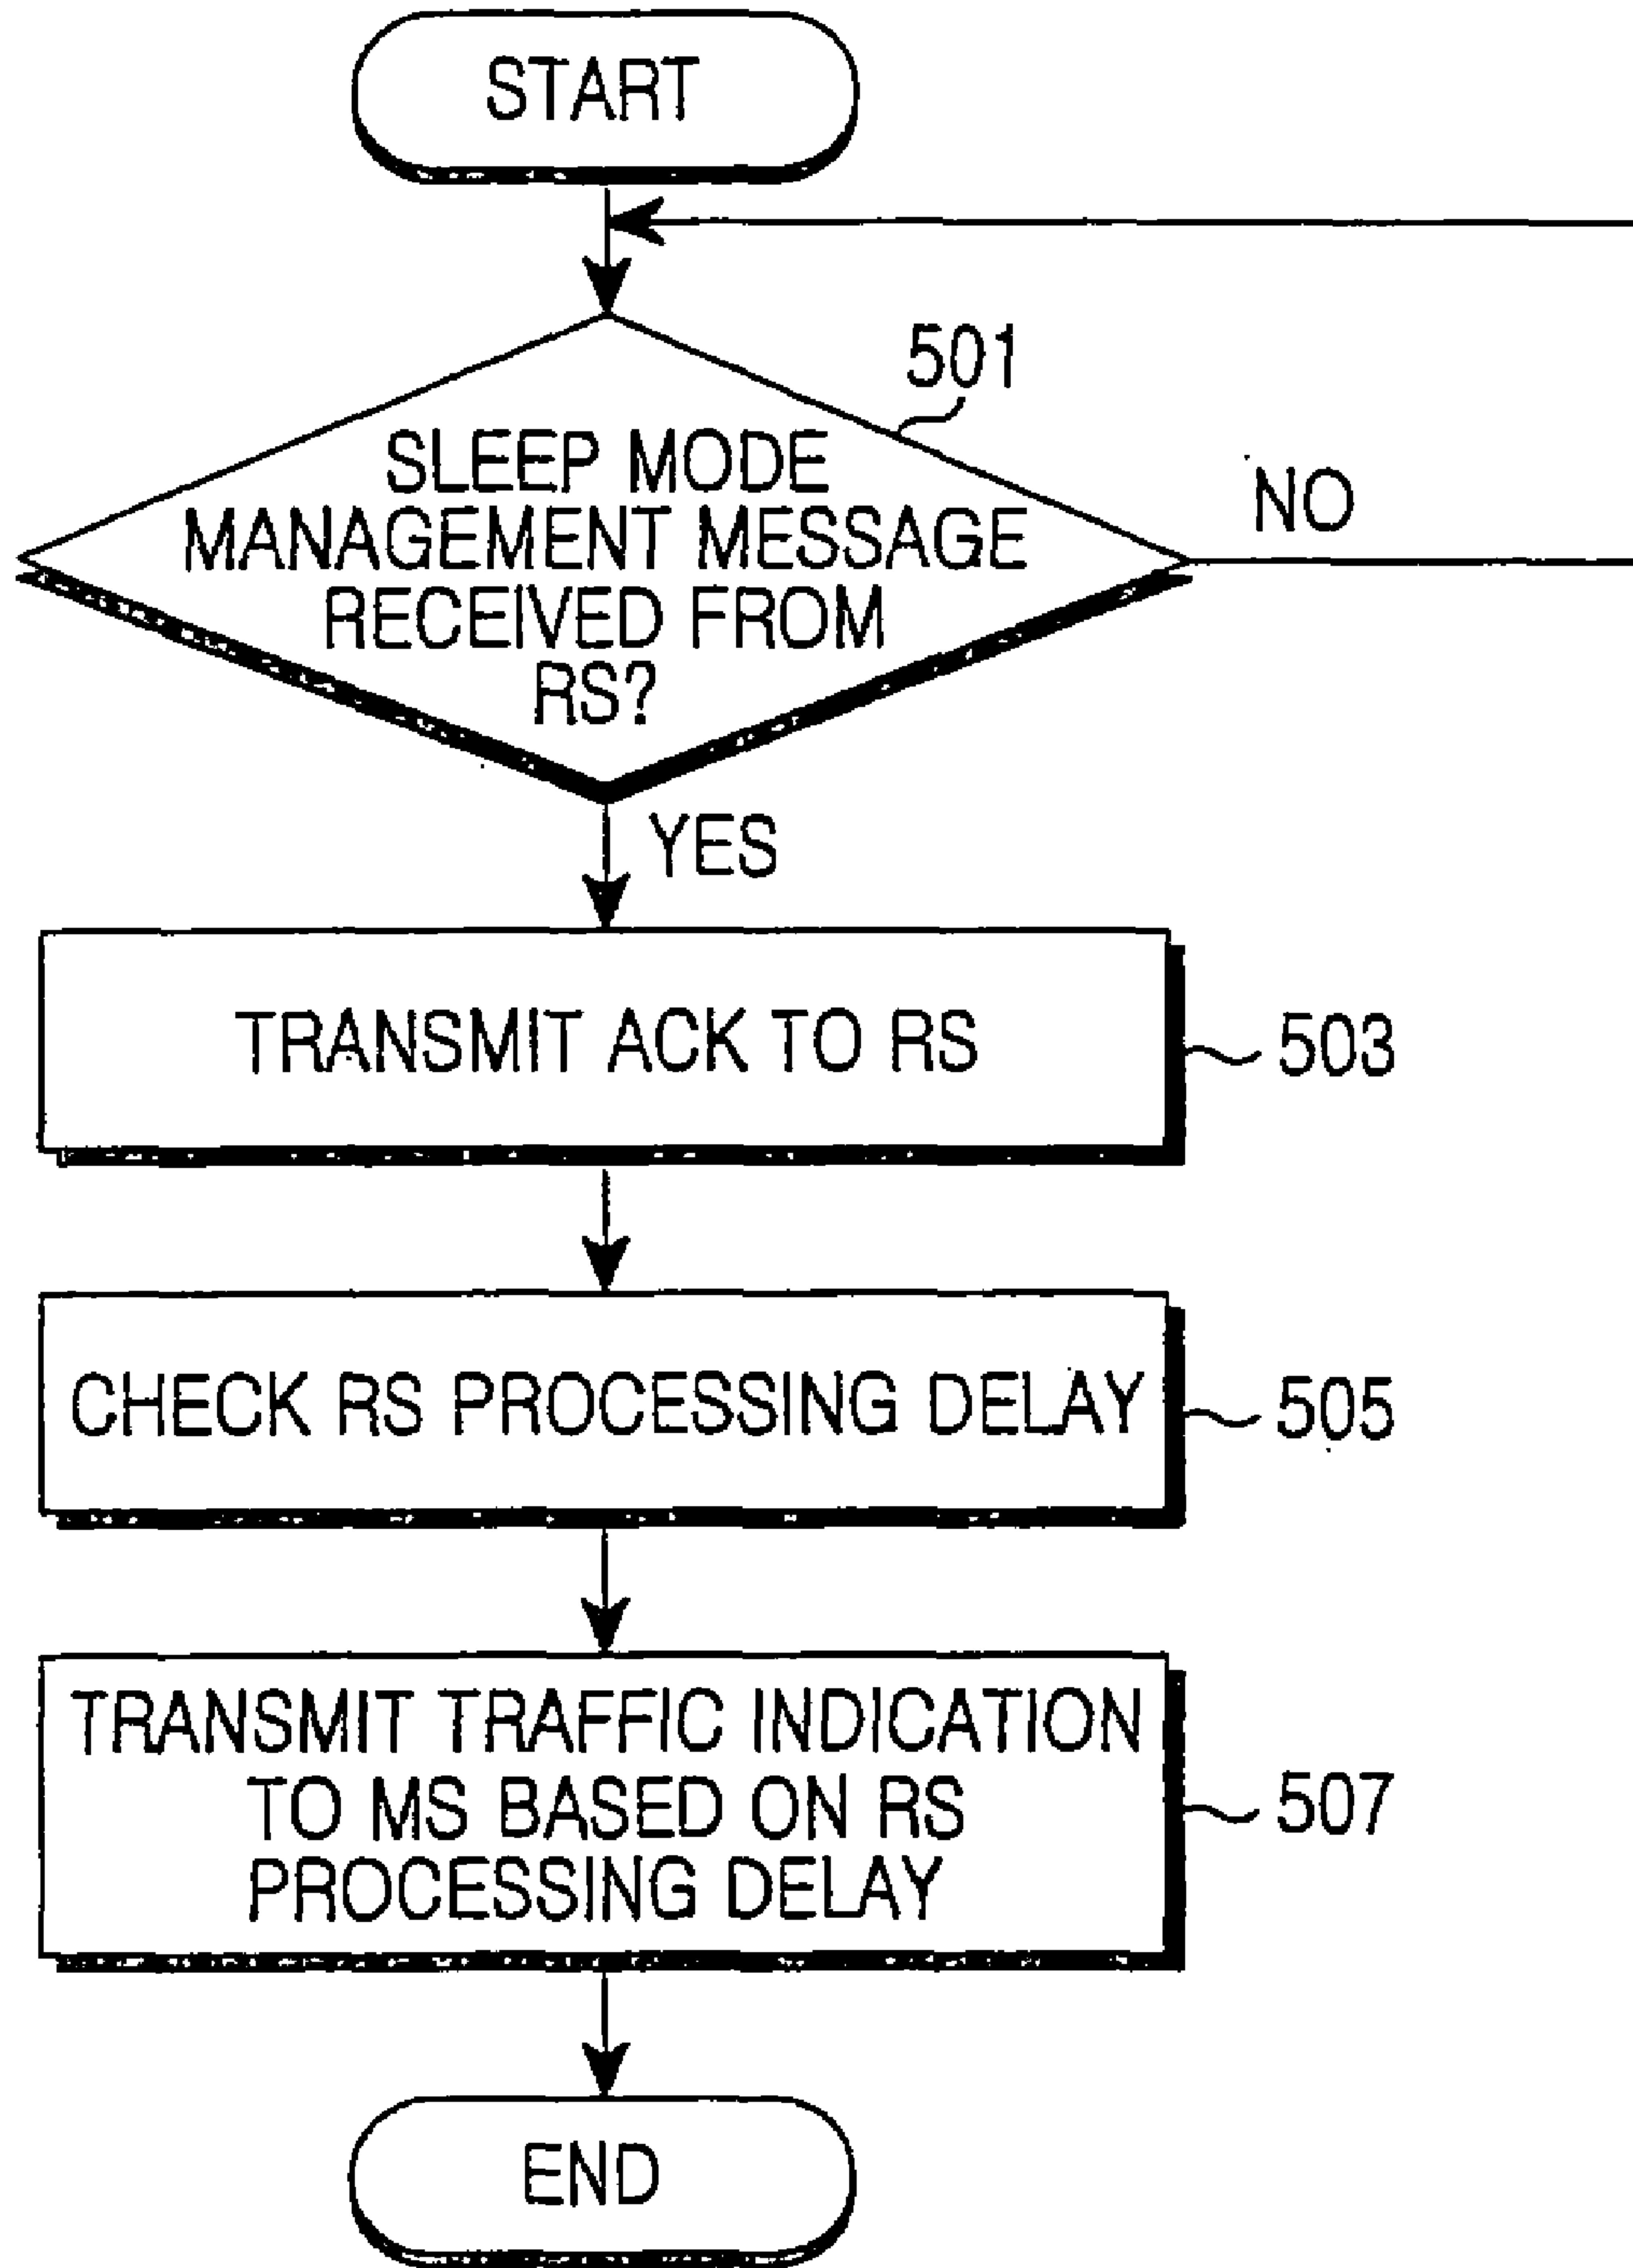 START
501
SLEEP MODE
MANAGEMENT MESSAGE
RECEIVED FROM
RS?
NO
YES
TRANSMIT ACK TO RS
503
CHECK RS PROCESSING DELAY
505
TRANSMIT TRAFFIC INDICATION
TO MS BASED ON RS
PROCESSING DELAY
507
END